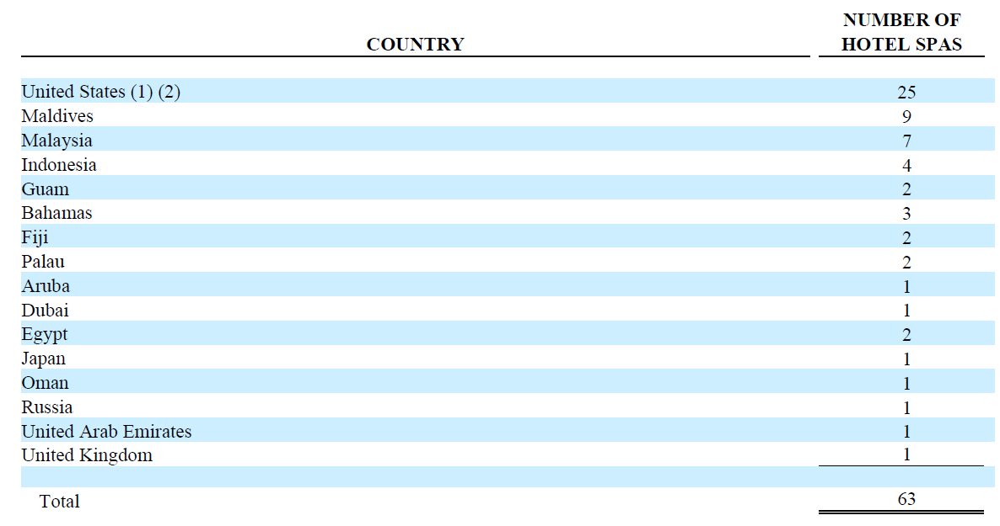 NUMBER OF
COUNTRY HOTEL SPAS
United States (1) (2) 25
Maldives 9
Malaysia 7
Indonesia 4
Guam 2
Bahamas 3
Fiji 2
Palau 2
Aruba 1
Dubai 1
Egypt 2
Japan 1
Oman 1
Russia 1
United Arab Emirates 1
United Kingdom 1
Total 63